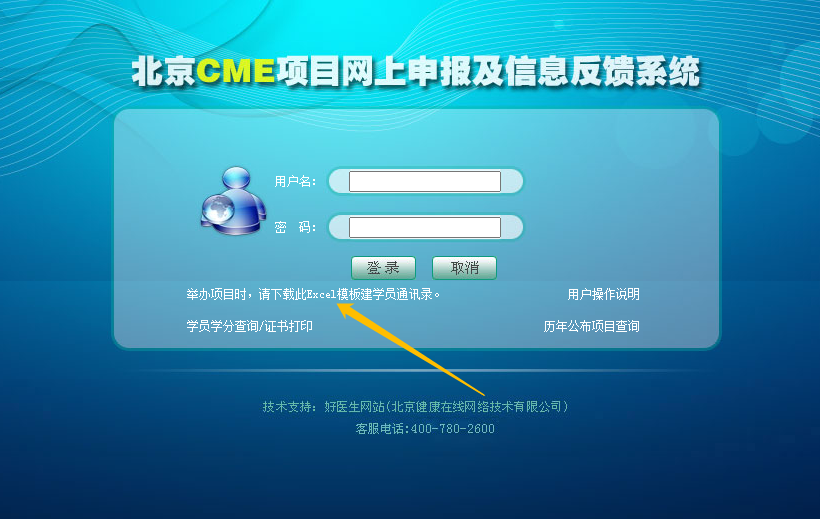 北京CME项目网上申报及信息反馈系统
用户名：
密 码：
登 录 取消
举办项目时，请下载此Excel模板建学员通讯录。 用户操作说明
学员学分查询/证书打印 历年公布项目查询
技术支持：好医生网站(北京健康在线网络技术有限公司)
客服电话:400-780-2600